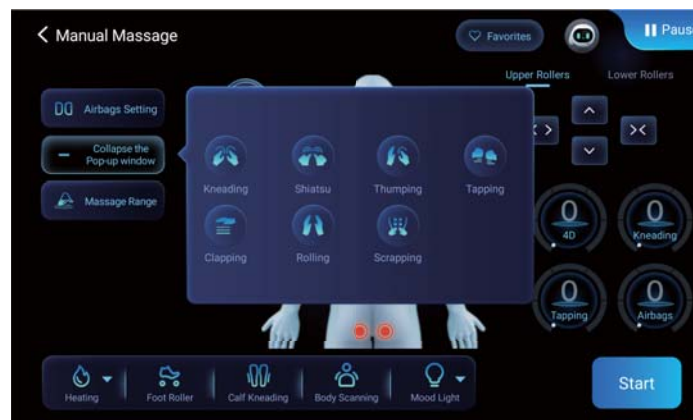 Manual Massage
Favorites
Paus
Upper Rollers
Lower Rollers
Airbags Setting
Collapse the
Pop-up window
Massage Range
Kneading
Shiatsu
Thumping
Tapping
Clapping
Rolling
Scrapping
0
4D
0
Kneading
0
Tapping
0
Airbags
Heating
Foot Roller
Calf Kneading
Body Scanning
Mood Light
Start